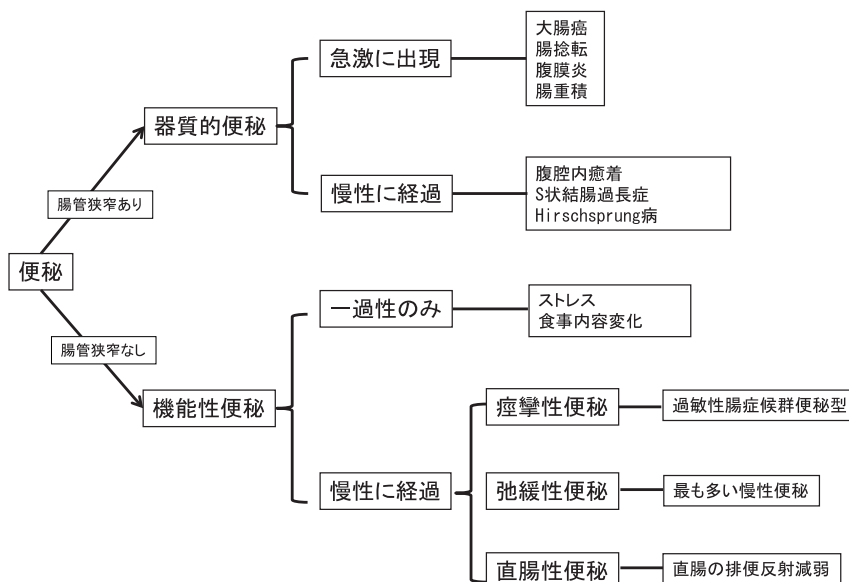 便秘
腸管狭窄あり
器質的便秘
急激に出現
大腸癌
腸捻転
腹膜炎
腸重積
慢性に経過
腹腔内癒着
S状結腸過長症
Hirschsprung病
腸管狭窄なし
機能性便秘
一過性のみ
ストレス
食事内容変化
慢性に経過
痙攣性便秘
過敏性腸症候群便秘型
弛緩性便秘
最も多い慢性便秘
直腸性便秘
直腸の排便反射減弱